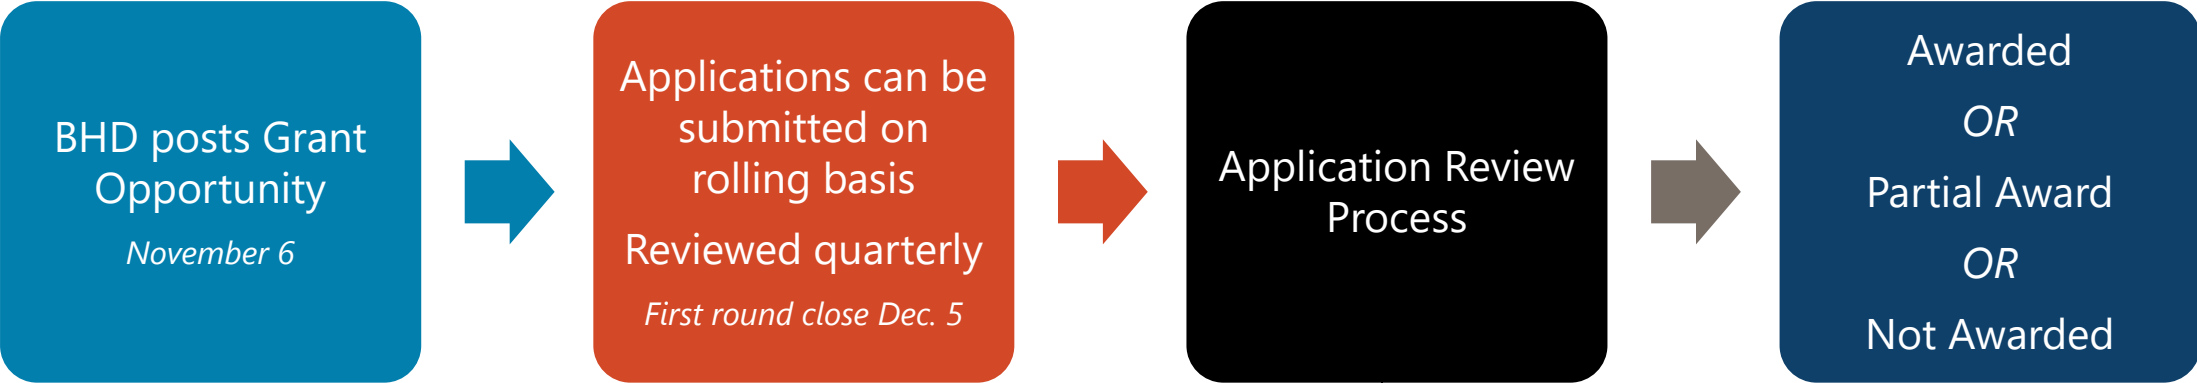 BHD posts Grant
Opportunity
November 6
Applications can be
submitted on
rolling basis
Reviewed quarterly
First round close Dec. 5
Application Review
Process
Awarded
OR
Partial Award
OR
Not Awarded